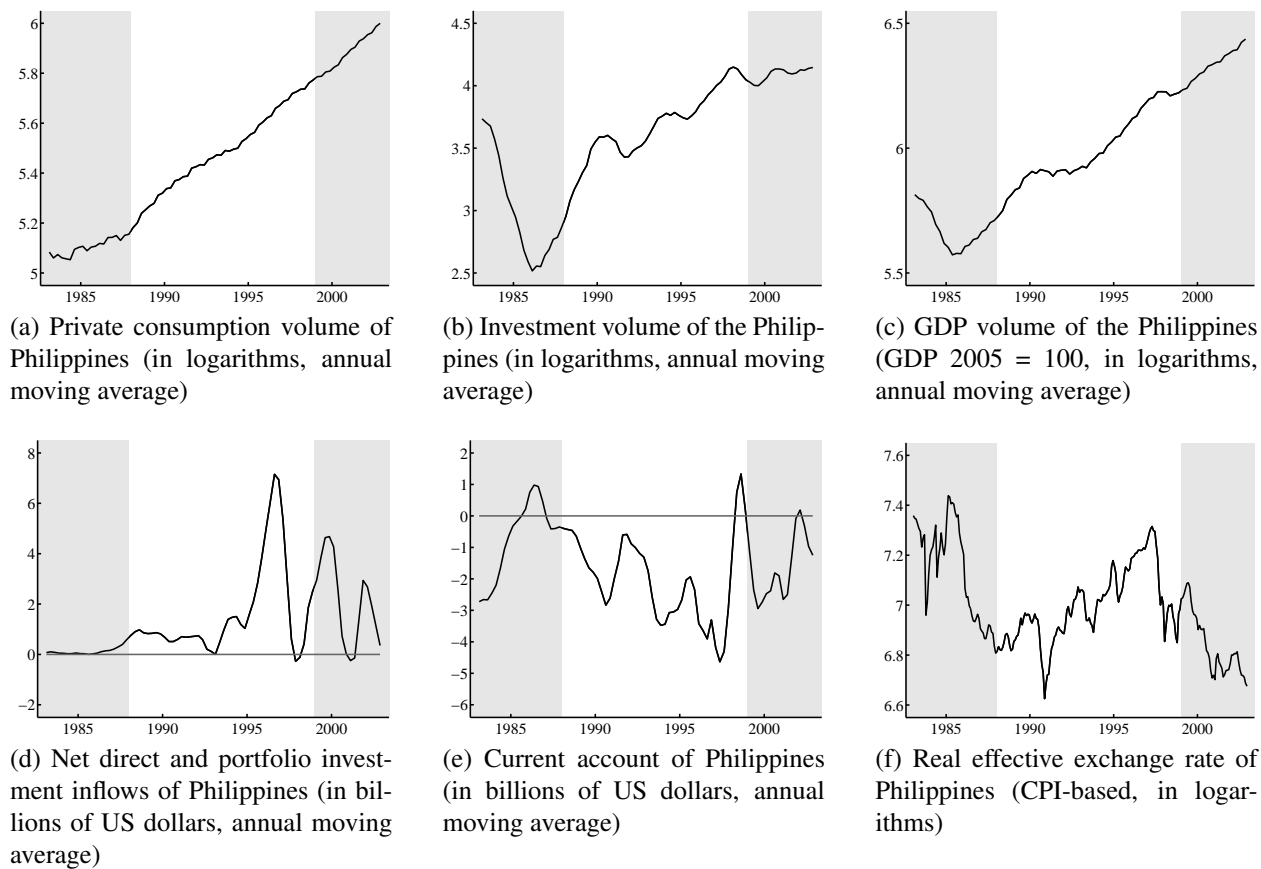 6
5.8
5.6
5.4
5.2
5
1985 1990 1995 2000
(a) Private consumption volume of
Philippines (in logarithms, annual
moving average)
4.5
4
3.5
3
2.5
1985 1990 1995 2000
(b) Investment volume of the Philip-
pines (in logarithms, annual moving
average)
6.5
6
5.5
1985 1990 1995 2000
(c) GDP volume of the Philippines
(GDP 2005 = 100, in logarithms,
annual moving average)
8
6
4
2
0
−2
1985 1990 1995 2000
(d) Net direct and portfolio invest-
ment inflows of Philippines (in bil-
lions of US dollars, annual moving
average)
2
1
0
−1
−2
−3
−4
−5
−6
1985 1990 1995 2000
(e) Current account of Philippines
(in billions of US dollars, annual
moving average)
7.6
7.4
7.2
7
6.8
6.6
1985 1990 1995 2000
(f) Real effective exchange rate of
Philippines (CPI-based, in logar-
ithms)